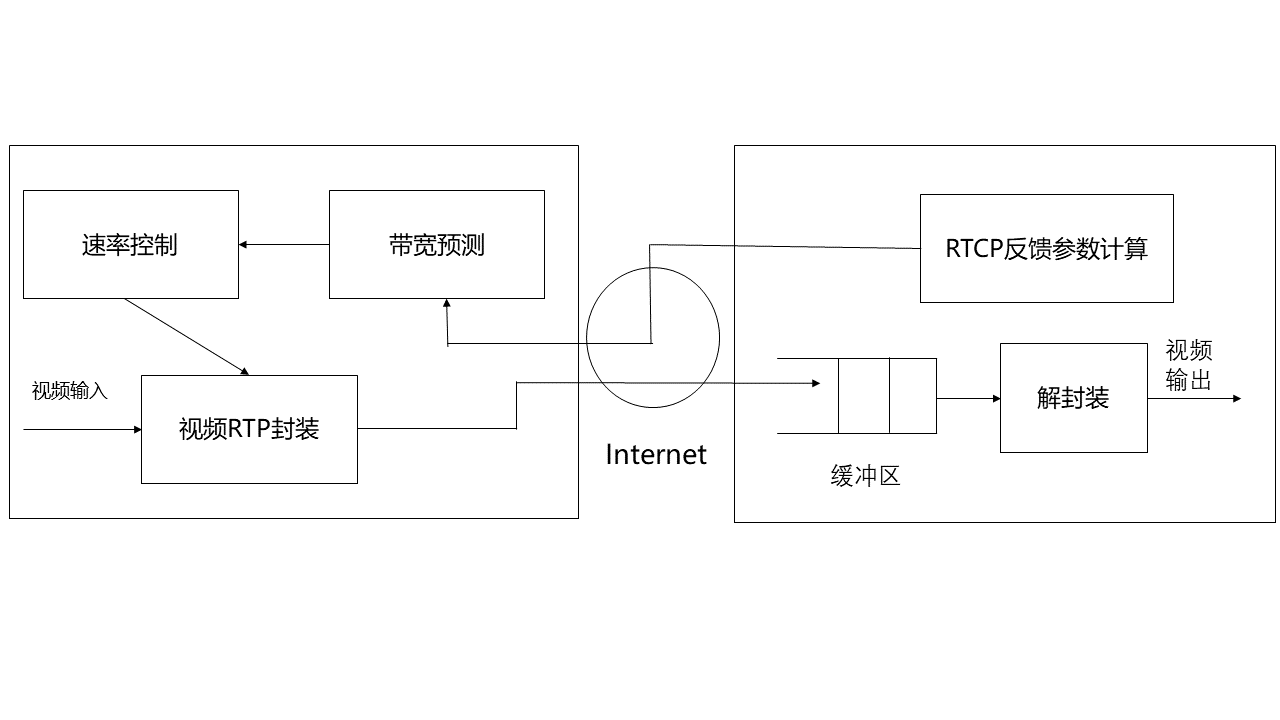 速率控制
带宽预测
RTCP反馈参数计算
视频输入
视频RTP封装
Internet
缓冲区
解封装
视频
输出